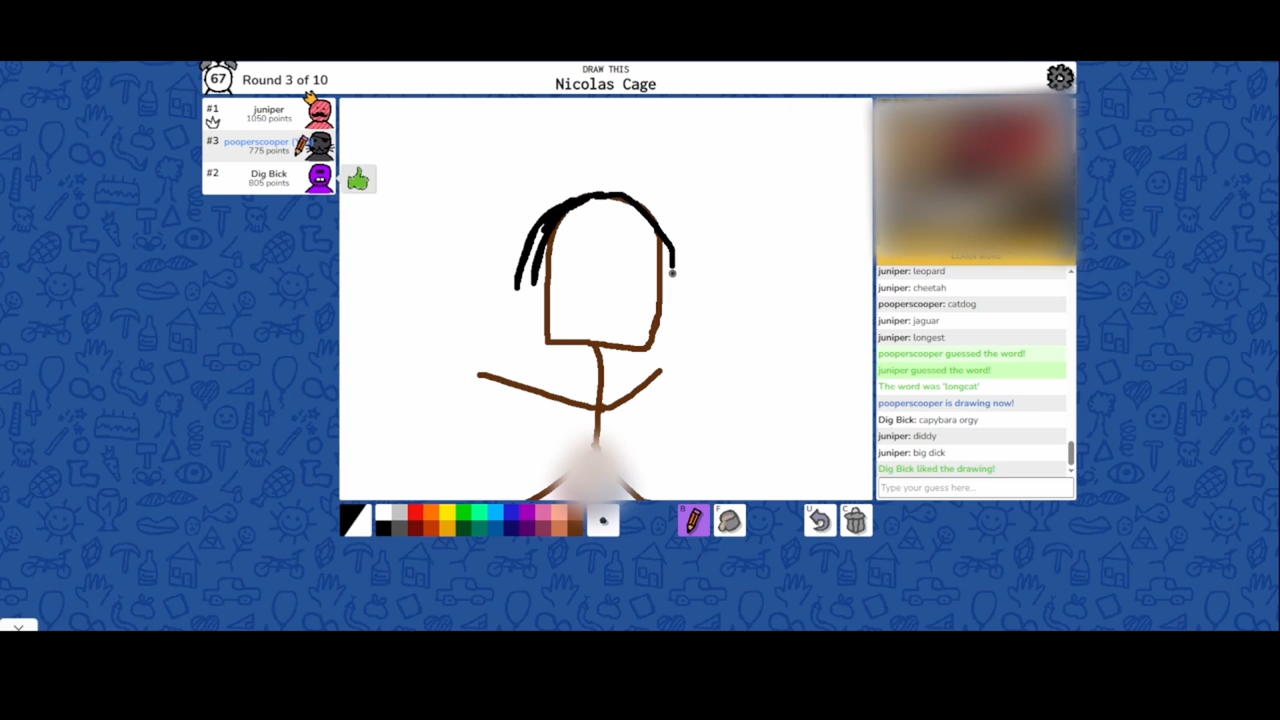 67
Round 3 of 10
DRAW THIS
Nicolas Cage
#1
juniper
1050 points
#3
pooperscooper
775 points
#2
Dig Bick
805 points
juniper: leopard
juniper: cheetah
pooperscooper: catdog
juniper: jaguar
juniper: longest
pooperscooper guessed the word!
juniper guessed the word!
The word was 'longcat'
pooperscooper is drawing now!
Dig Bick: capybara orgy
juniper: diddy
juniper: big dick
Dig Bick liked the drawing!
Type your guess here...
B
F
U
C